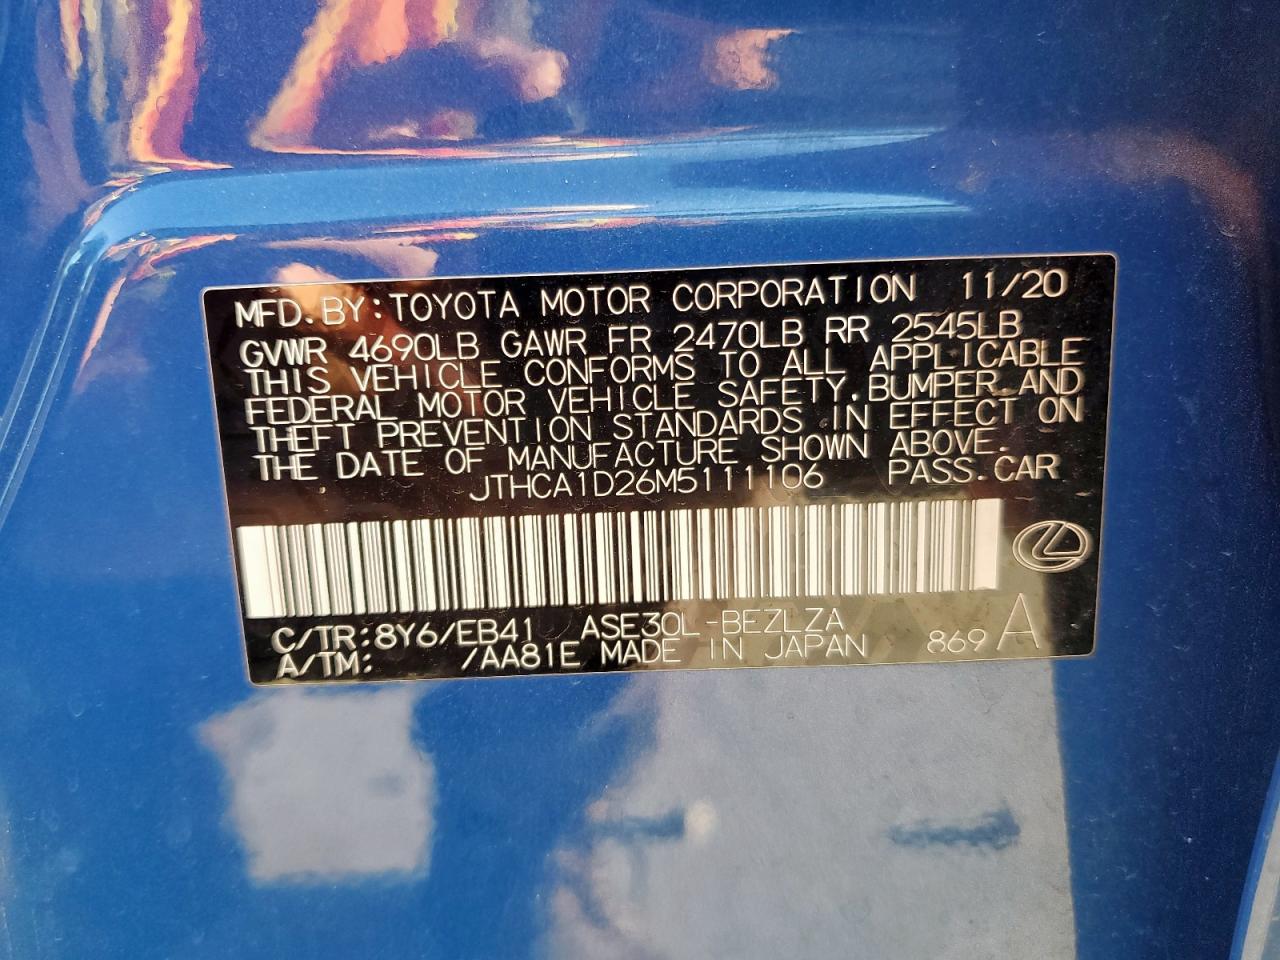 MFD. BY: TOYOTA MOTOR CORPORATION 11/20
GVWR 4690LB GAWR FR 2470LB RR 2545LB
THIS VEHICLE CONFORMS TO ALL APPLICABLE
FEDERAL MOTOR VEHICLE SAFETY. BUMPER AND
THEFT PREVENTION STANDARDS IN EFFECT ON
THE DATE OF MANUFACTURE SHOWN ABOVE.
JTHCA1D26M5111106 PASS. CAR
C/TR: 8Y6/EB41 ASE30L-BEZLZA
A/TM: /AA81E MADE IN JAPAN 869 A